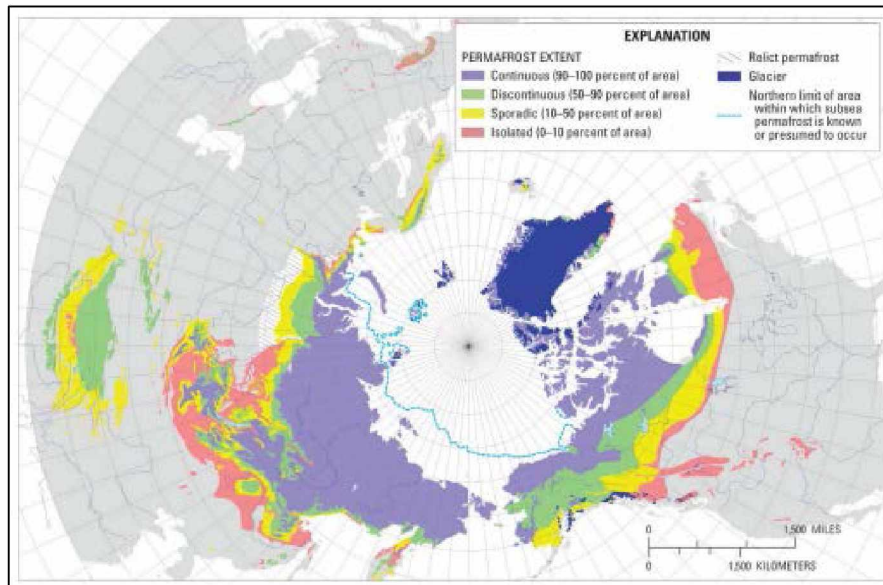 EXPLANATION
PERMAFROST EXTENT
Continuous (90–100 percent of area)
Discontinuous (50–90 percent of area)
Sporadic (10–50 percent of area)
Isolated (0–10 percent of area)
Relict permafrost
Glacier
Northern limit of area
within which subsea
permafrost is known
or presumed to occur
0 1,500 MILES
0 1,500 KILOMETERS